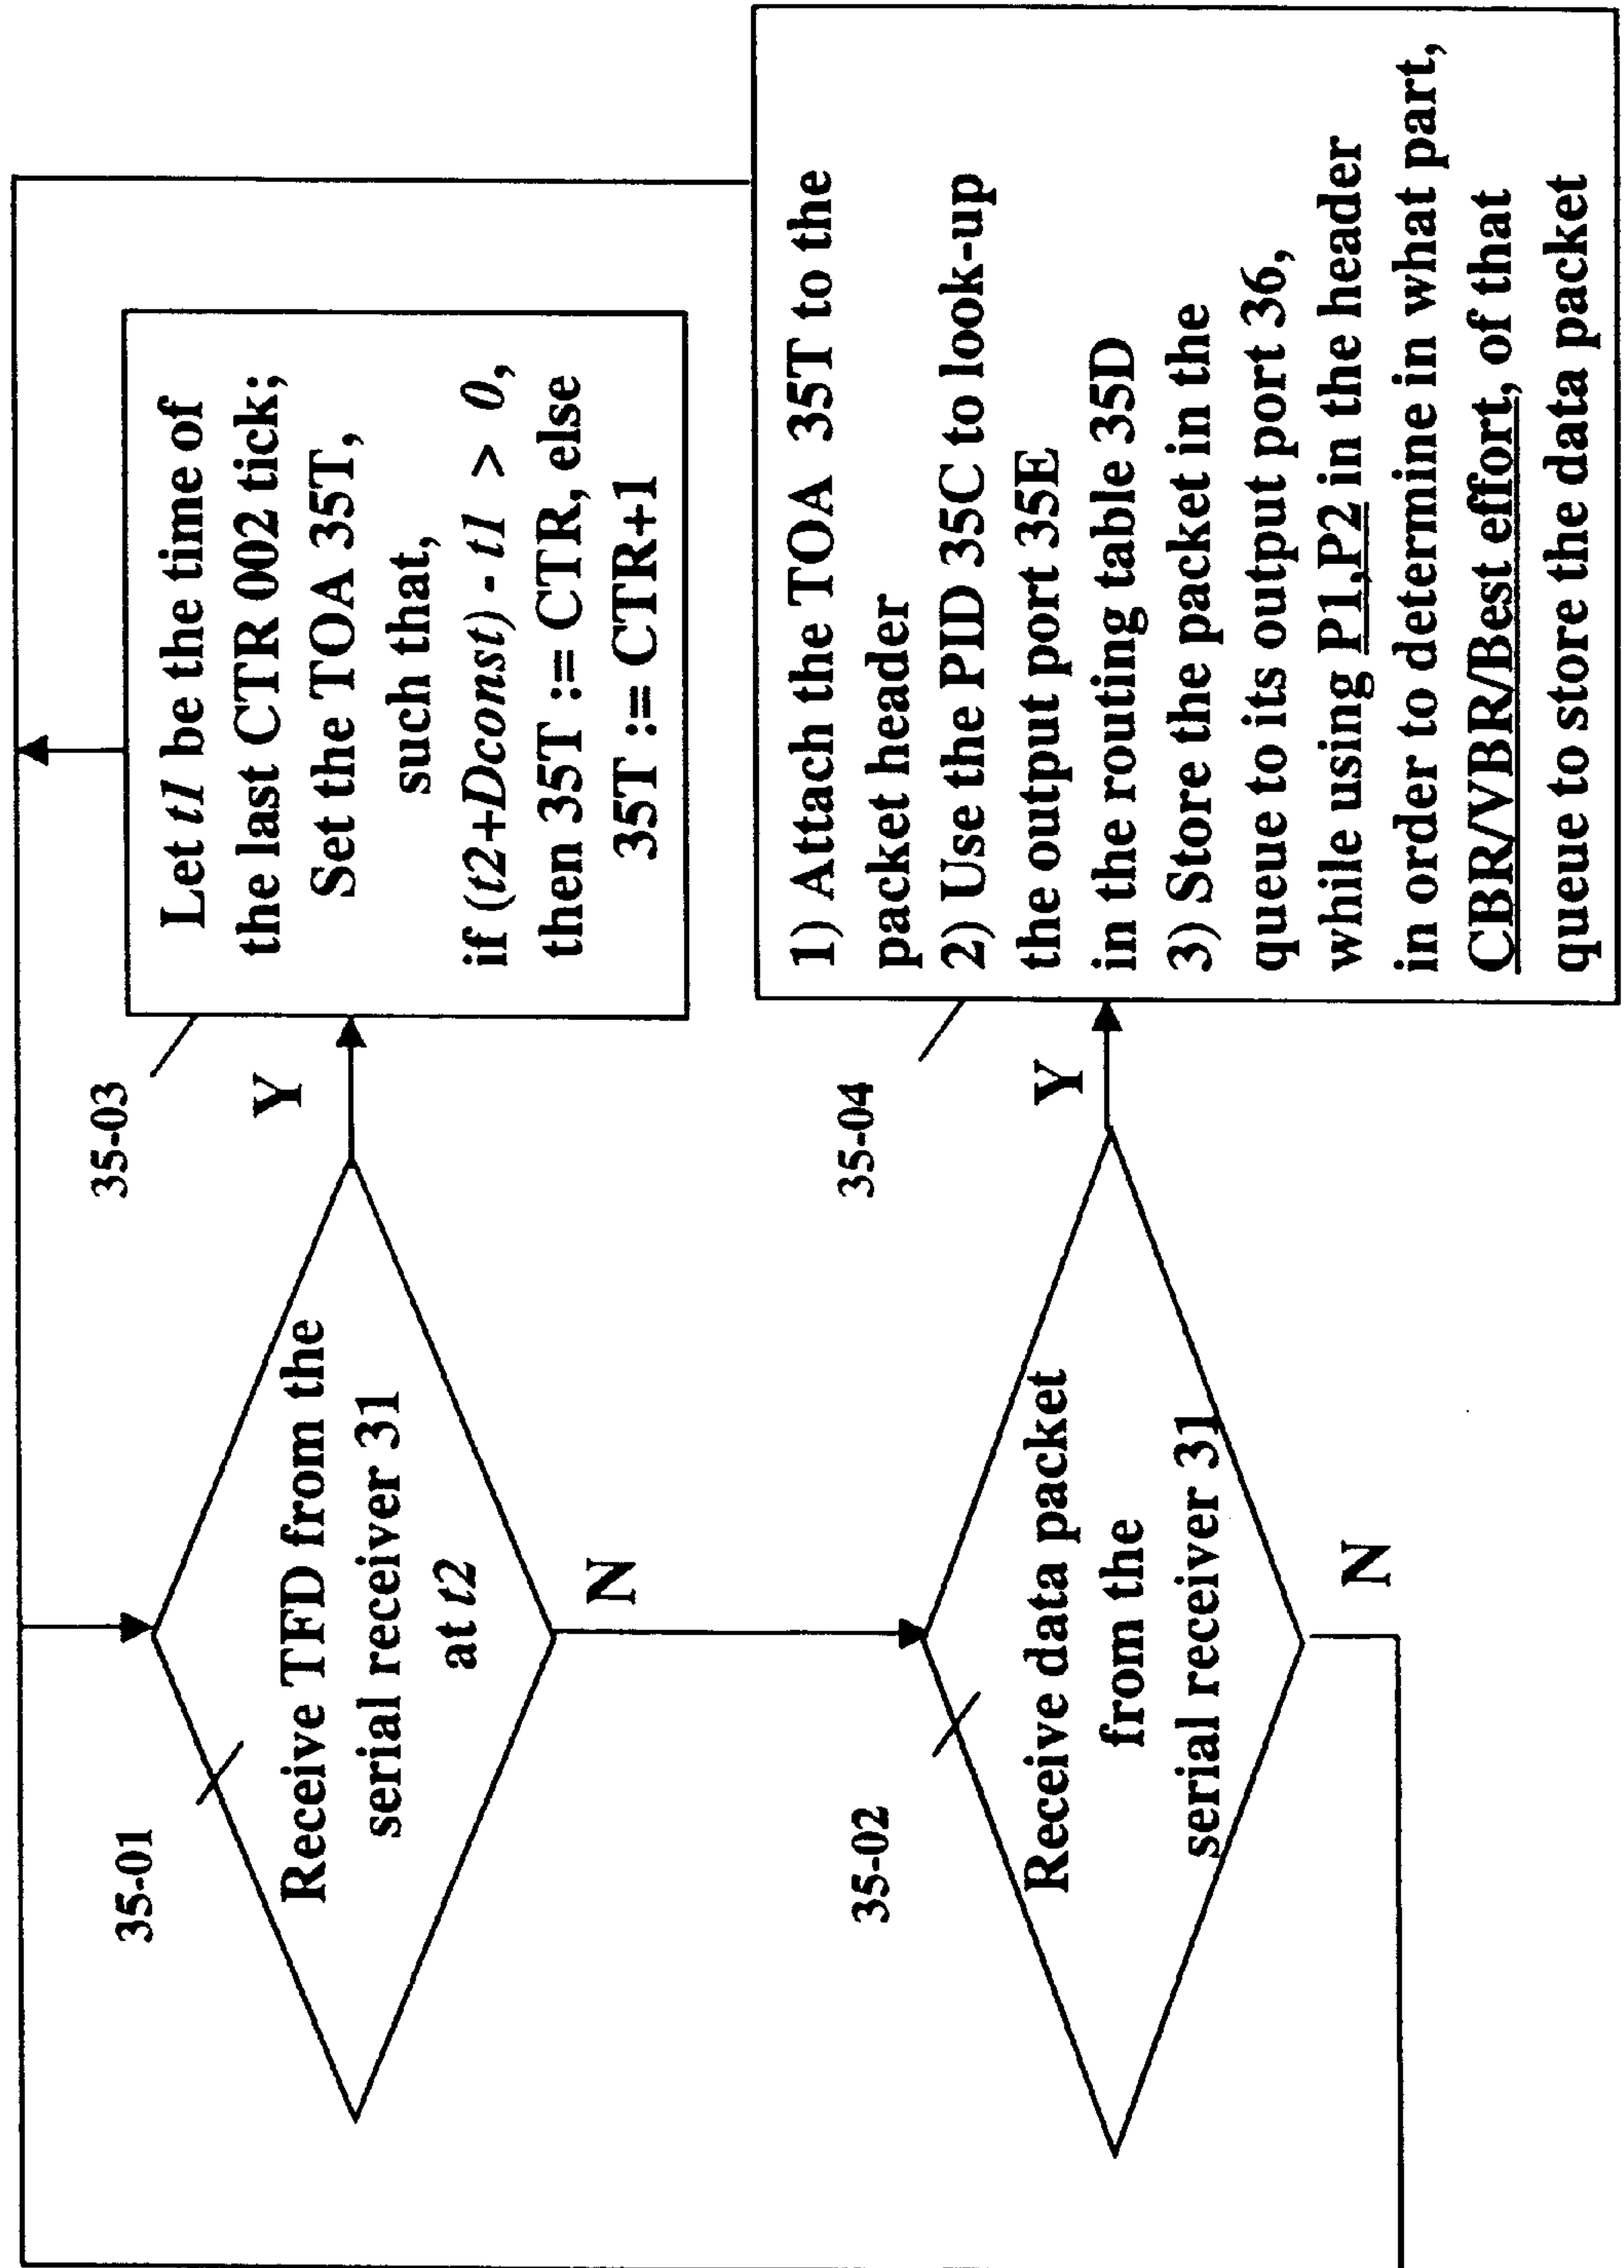 35-01
Receive TFD from the
serial receiver 31
at t2
Y
N
35-03
Let t1 be the time of
the last CTR 002 tick;
Set the TOA 35T,
such that,
if (t2+Dconst) - t1 > 0,
then 35T := CTR, else
35T := CTR+1
35-02
Receive data packet
from the
serial receiver 31
Y
N
35-04
1) Attach the TOA 35T to the
packet header
2) Use the PID 35C to look-up
the output port 35E
in the routing table 35D
3) Store the packet in the
queue to its output port 36,
while using P1,P2 in the header
in order to determine in what part,
CBR/VBR/Best effort, of that
queue to store the data packet